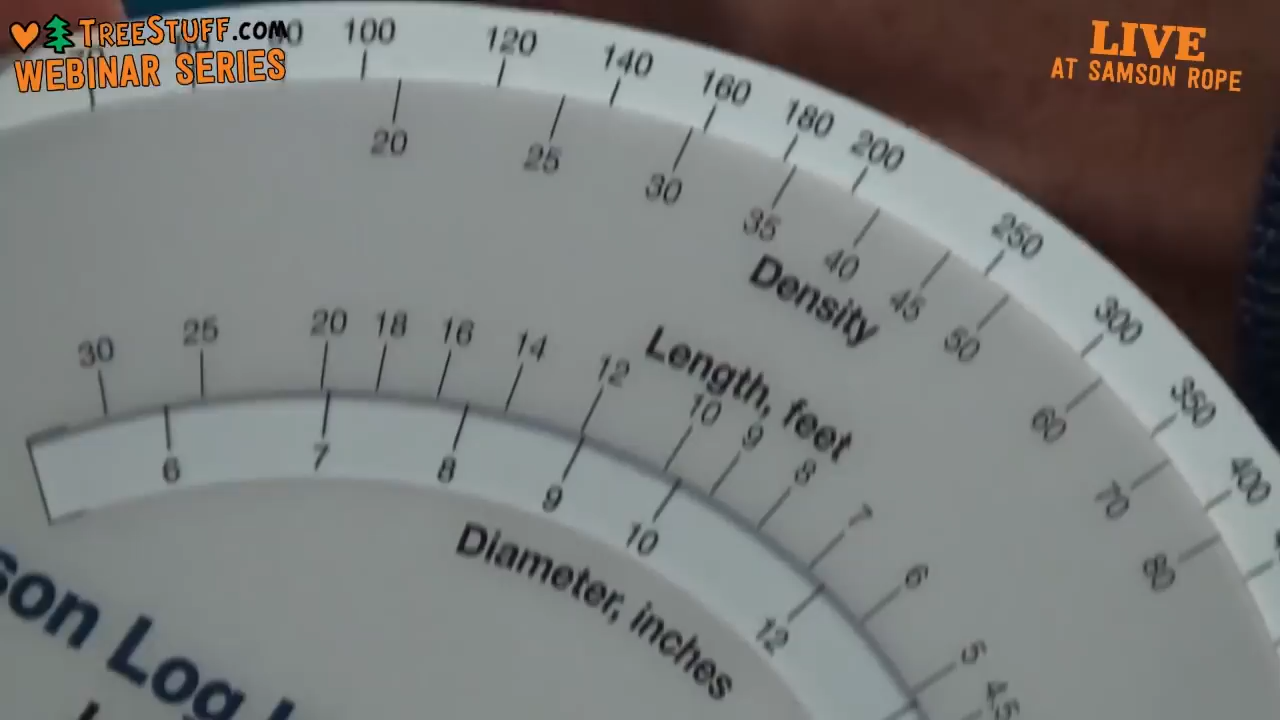 TREESTUFF.COM
WEBINAR SERIES
LIVE
AT SAMSON ROPE
100 120 140 160 180 200 250 300 350 400
20 25 30 35 40 45 50 60 70 80
Density
30 25 20 18 16 14 12 10 9 8 7 6 5 4.5
Length, feet
6 7 8 9 10 12
Diameter, inches
son Log